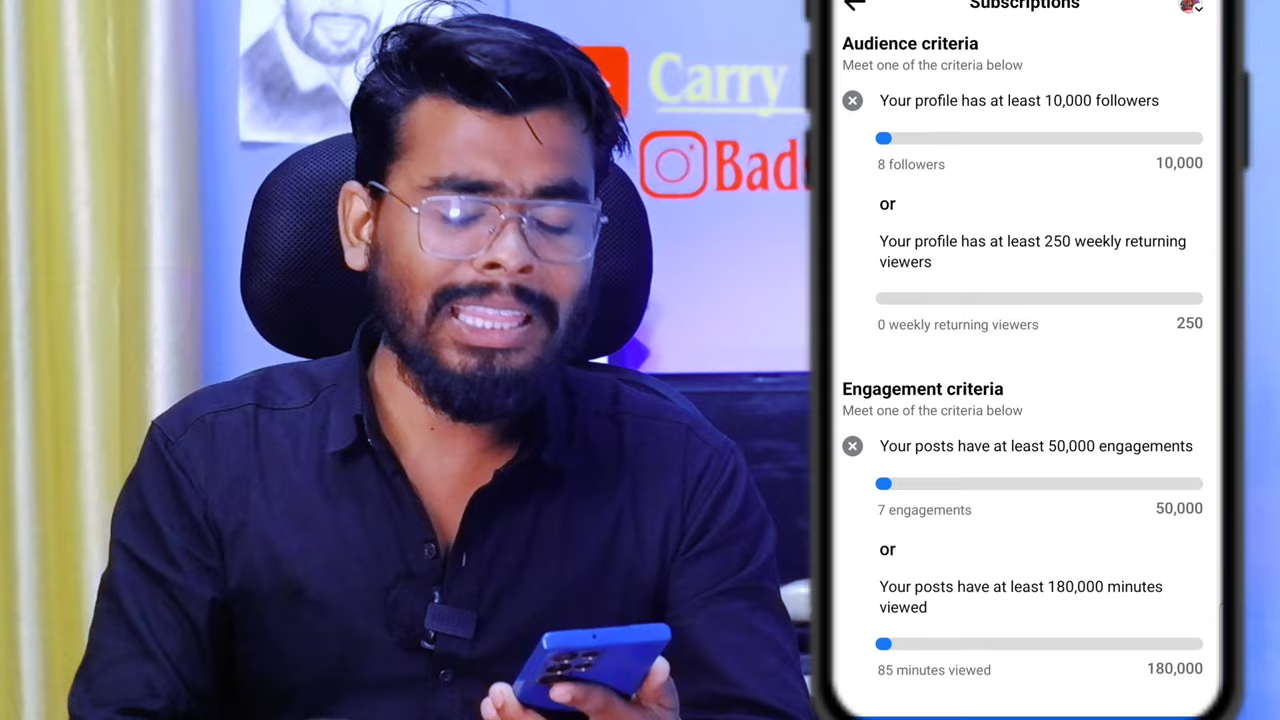 Carry
Bad
Subscriptions
Audience criteria
Meet one of the criteria below
Your profile has at least 10,000 followers
8 followers
10,000
or
Your profile has at least 250 weekly returning
viewers
0 weekly returning viewers
250
Engagement criteria
Meet one of the criteria below
Your posts have at least 50,000 engagements
7 engagements
50,000
or
Your posts have at least 180,000 minutes
viewed
85 minutes viewed
180,000